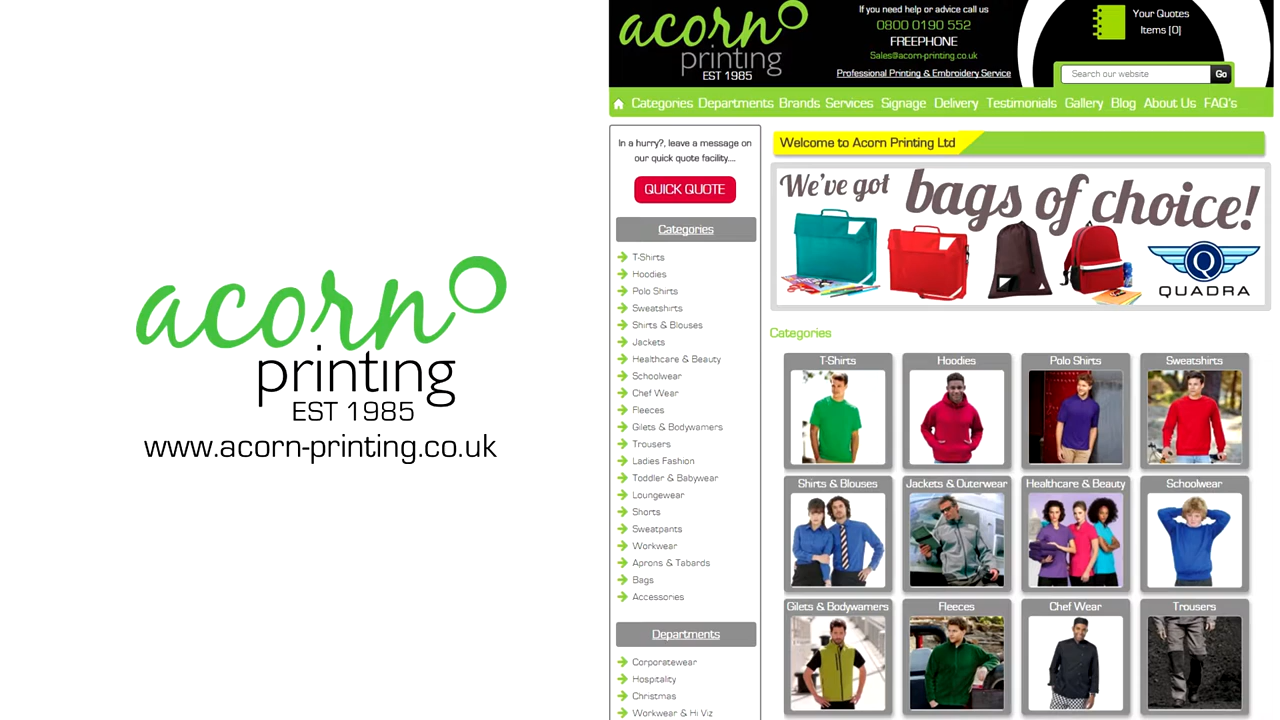 acorn
printing
EST 1985
www.acorn-printing.co.uk
acorn
printing
EST 1985
If you need help or advice call us
0800 0190 552
FREEPHONE
Sales@acorn-printing.co.uk
Professional Printing & Embroidery Service
Your Quotes
Items [0]
Search our website
Go
Categories Departments Brands Services Signage Delivery Testimonials Gallery Blog About Us FAQ's
In a hurry?, leave a message on
our quick quote facility....
QUICK QUOTE
Categories
T-Shirts
Hoodies
Polo Shirts
Sweatshirts
Shirts & Blouses
Jackets
Healthcare & Beauty
Schoolwear
Chef Wear
Fleeces
Gilets & Bodywamers
Trousers
Ladies Fashion
Toddler & Babywear
Loungewear
Shorts
Sweatpants
Workwear
Aprons & Tabards
Bags
Accessories
Departments
Corporatewear
Hospitality
Christmas
Workwear & Hi Viz
Welcome to Acorn Printing Ltd
We've got bags of choice!
Q
QUADRA
Categories
T-Shirts
Hoodies
Polo Shirts
Sweatshirts
Shirts & Blouses
Jackets & Outerwear
Healthcare & Beauty
Schoolwear
Gilets & Bodywamers
Fleeces
Chef Wear
Trousers